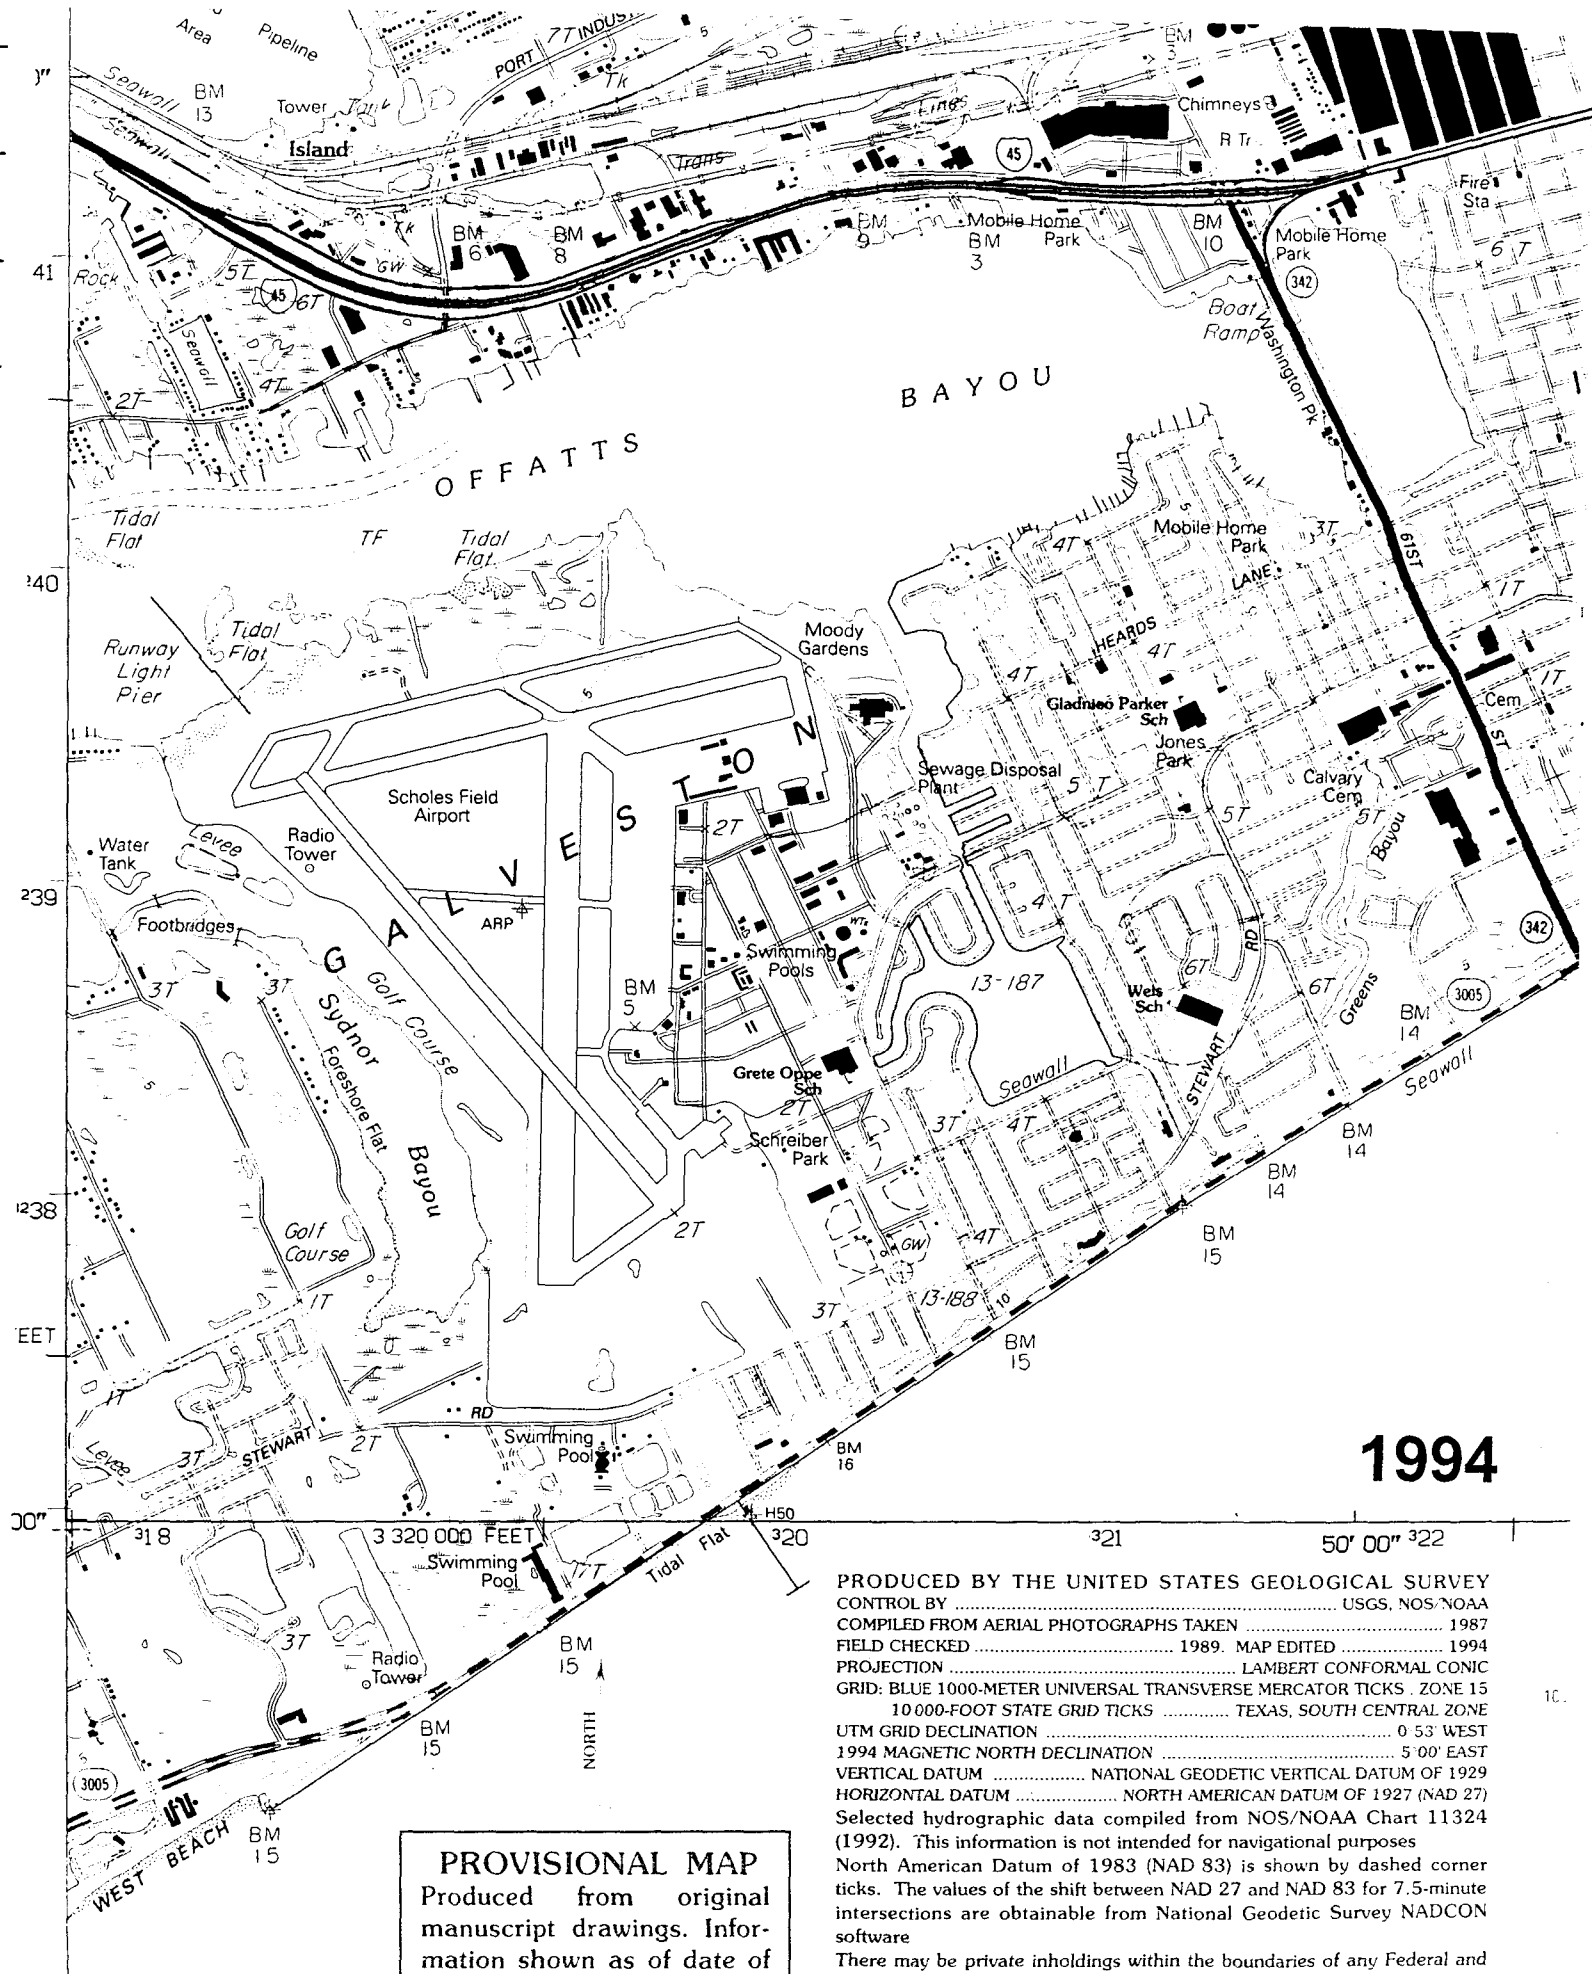 Area
Pipeline
PORT
7T
INDUST
5
BM
3
Seawall
BM
13
Tower
Tank
Tk
Lines
Chimneys
Seawall
Island
Trans
45
R Tr
Fire
Sta
Tk
BM
6
BM
8
BM
9
Mobile Home
Park
BM
3
BM
10
Mobile Home
Park
6 T
41
Rock
5T
45
6T
GW
342
Boat
Ramp
Washington Pk
Seawall
4T
2T
BAYOU
OFFATTS
Tidal
Flat
TF
Tidal
Flat
4T
Mobile Home
Park
3T
61ST
LANE
1T
40
Tidal
Flat
Runway
Light
Pier
Moody
Gardens
HEARDS
4T
4T
5
Parker
Sch
1T
Cem
Jones
Park
ST
GALVESTON
Scholes Field
Airport
Sewage Disposal
Plant
5 T
Calvary
Cem
5T
5T
Water
Tank
Levee
Radio
Tower
2T
Bayou
239
Footbridges
ARP
4 T
WT
Swimming
Pools
RD
342
3T
3T
Golf Course
BM
5
13-187
6T
6T
Greens
5
3005
Sydnor
Bayou
Foreshore Flat
Wels
Sch
BM
14
5
Grete Oppe
Sch
Seawall
STEWART
Seawall
2T
3T
4T
Schreiber
Park
BM
14
BM
14
238
Golf
Course
2T
GW
4T
BM
15
1T
3T
13-188
10
EET
BM
15
1T
RD
Levee
3T
STEWART
2T
Swimming
Pool
BM
16
1994
00"
318
3 320 000 FEET
H50
320
321
50' 00"
322
Swimming
Pool
7T
Tidal Flat
3T
Radio
Tower
BM
15
NORTH
BM
15
5
3005
BM
15
WEST BEACH
PRODUCED BY THE UNITED STATES GEOLOGICAL SURVEY
CONTROL BY ........ USGS, NOS/NOAA
COMPILED FROM AERIAL PHOTOGRAPHS TAKEN ........ 1987
FIELD CHECKED ........ 1989. MAP EDITED ........ 1994
PROJECTION ........ LAMBERT CONFORMAL CONIC
GRID: BLUE 1000-METER UNIVERSAL TRANSVERSE MERCATOR TICKS . ZONE 15
10 000-FOOT STATE GRID TICKS ........ TEXAS, SOUTH CENTRAL ZONE
UTM GRID DECLINATION ........ 0 53' WEST
1994 MAGNETIC NORTH DECLINATION ........ 5 00' EAST
VERTICAL DATUM ........ NATIONAL GEODETIC VERTICAL DATUM OF 1929
HORIZONTAL DATUM ........ NORTH AMERICAN DATUM OF 1927 (NAD 27)
Selected hydrographic data compiled from NOS/NOAA Chart 11324
(1992). This information is not intended for navigational purposes
North American Datum of 1983 (NAD 83) is shown by dashed corner
ticks. The values of the shift between NAD 27 and NAD 83 for 7.5-minute
intersections are obtainable from National Geodetic Survey NADCON
software
There may be private inholdings within the boundaries of any Federal and
PROVISIONAL MAP
Produced from original
manuscript drawings. Infor-
mation shown as of date of